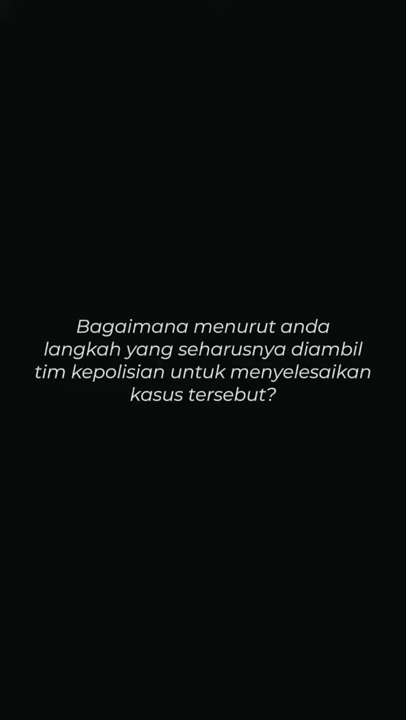 Bagaimana menurut anda
langkah yang seharusnya diambil
tim kepolisian untuk menyelesaikan
kasus tersebut?